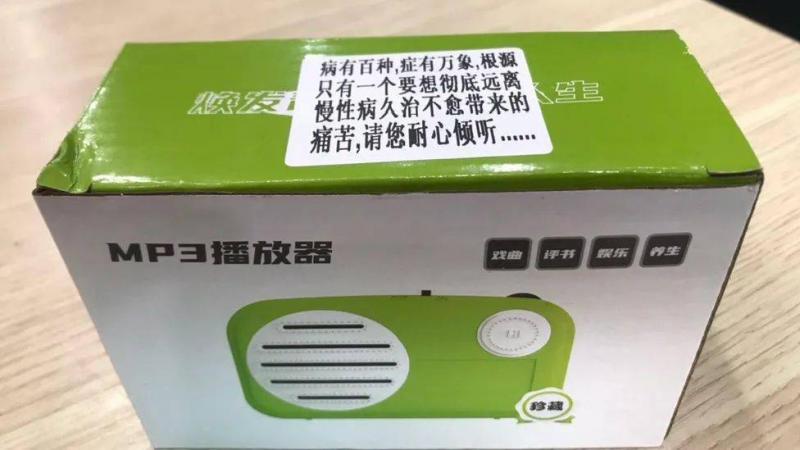 病有百种,症有万象,根源
只有一个要想彻底远离
慢性病久治不愈带来的
痛苦,请您耐心倾听......
焕发
人生
MP3播放器
戏曲 评书 娱乐 养生
珍藏